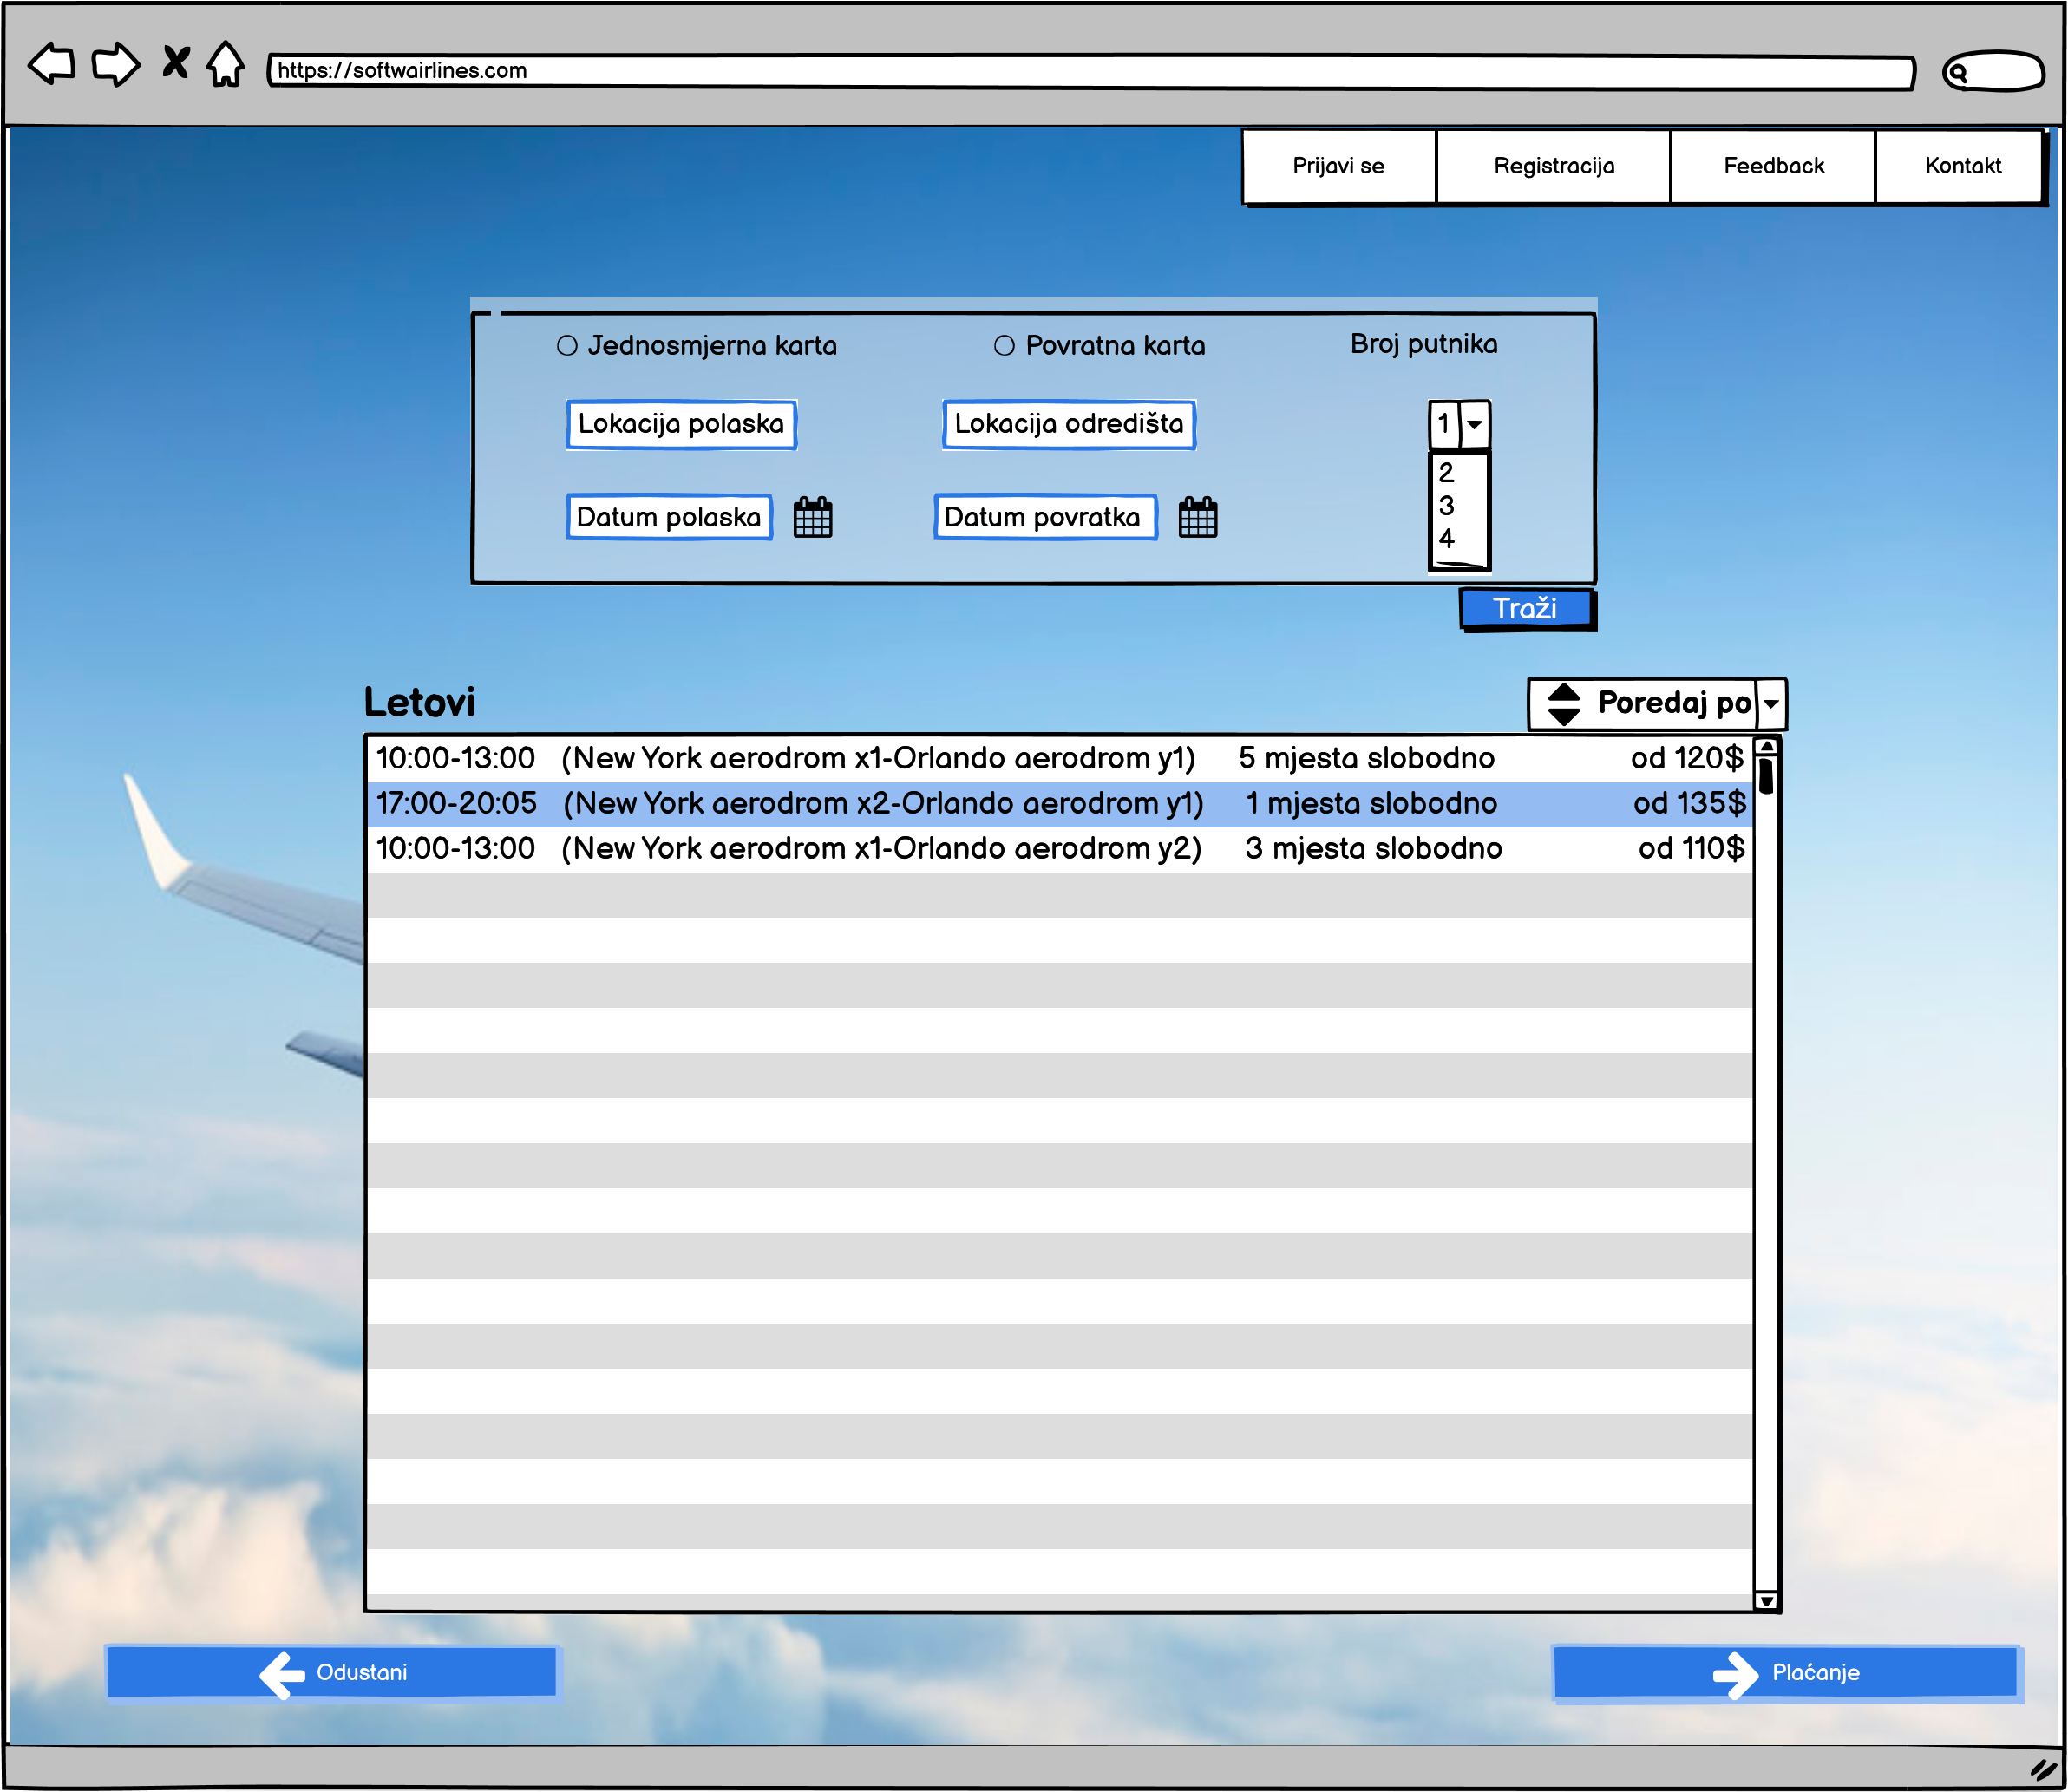 https://softwairlines.com
Prijavi se Registracija Feedback Kontakt
Jednosmjerna karta Povratna karta Broj putnika
Lokacija polaska Lokacija odredišta 1
2
3
Datum polaska Datum povratka
4
Traži
Letovi Poredaj po
10:00-13:00 (New York aerodrom x1-Orlando aerodrom y1) 5 mjesta slobodno od 120$
17:00-20:05 (New York aerodrom x2-Orlando aerodrom y1) 1 mjesta slobodno od 135$
10:00-13:00 (New York aerodrom x1-Orlando aerodrom y2) 3 mjesta slobodno od 110$
Odustani Plaćanje